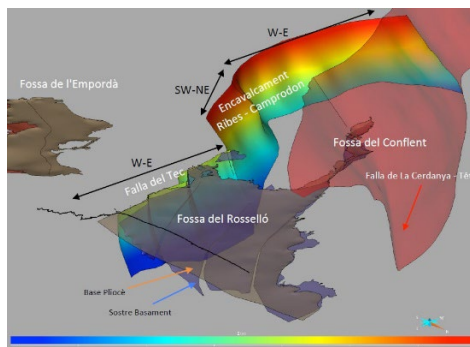 W-E
Fossa de l'Empordà
SW-NE
Encavalcament
Ribes - Camprodon
Fossa del Conflent
W-E
Falla del Tec
Falla de La Cerdanya - Têt
Fossa del Rosselló
Base Pliocè
Sostre Basament